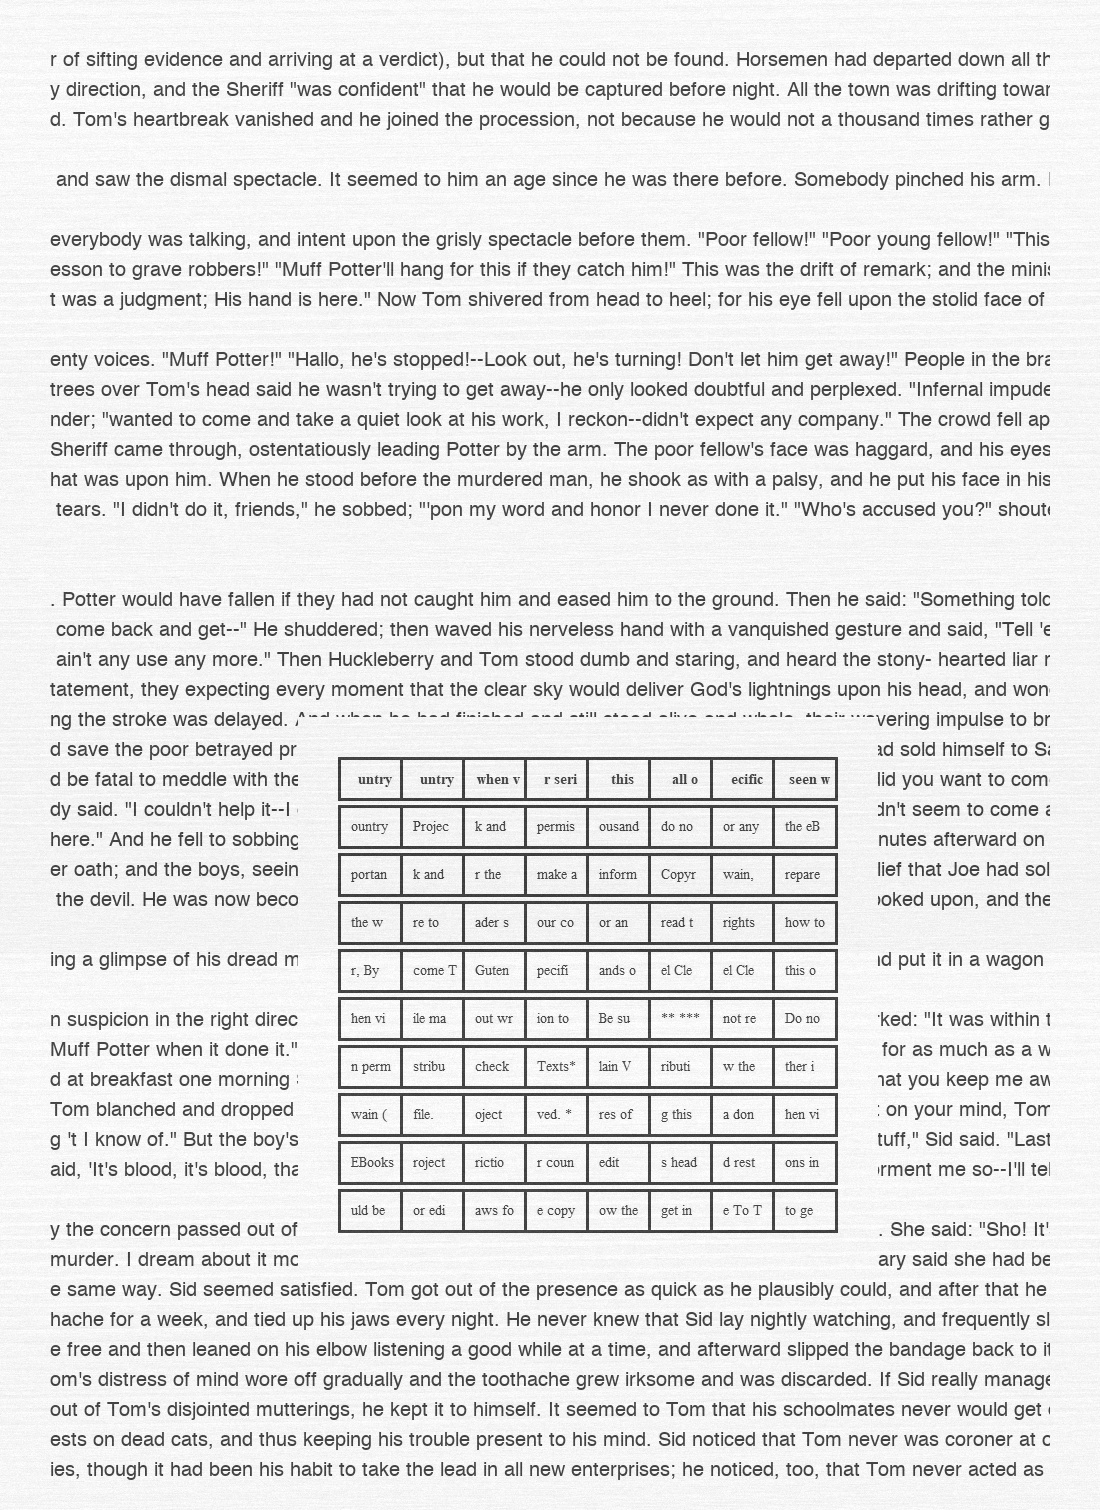 r of sifting evidence and arriving at a verdict), but that he could not be found. Horsemen had departed down all th
y direction, and the Sheriff "was confident" that he would be captured before night. All the town was drifting towar
d. Tom's heartbreak vanished and he joined the procession, not because he would not a thousand times rather g
and saw the dismal spectacle. It seemed to him an age since he was there before. Somebody pinched his arm.
everybody was talking, and intent upon the grisly spectacle before them. "Poor fellow!" "Poor young fellow!" "This
esson to grave robbers!" "Muff Potter'll hang for this if they catch him!" This was the drift of remark; and the minis
t was a judgment; His hand is here." Now Tom shivered from head to heel; for his eye fell upon the stolid face of
enty voices. "Muff Potter!" "Hallo, he's stopped!--Look out, he's turning! Don't let him get away!" People in the bra
trees over Tom's head said he wasn't trying to get away--he only looked doubtful and perplexed. "Infernal impude
nder; "wanted to come and take a quiet look at his work, I reckon--didn't expect any company." The crowd fell ap
Sheriff came through, ostentatiously leading Potter by the arm. The poor fellow's face was haggard, and his eyes
hat was upon him. When he stood before the murdered man, he shook as with a palsy, and he put his face in his
tears. "I didn't do it, friends," he sobbed; "'pon my word and honor I never done it." "Who's accused you?" shoute
. Potter would have fallen if they had not caught him and eased him to the ground. Then he said: "Something told
come back and get--" He shuddered; then waved his nerveless hand with a vanquished gesture and said, "Tell 'e
ain't any use any more." Then Huckleberry and Tom stood dumb and staring, and heard the stony- hearted liar r
tatement, they expecting every moment that the clear sky would deliver God's lightnings upon his head, and won
ng the stroke was delayed. And when he had finished and still stood alive and whole, their wavering impulse to br
d save the poor betrayed pr ad sold himself to Sa
d be fatal to meddle with the did you want to com
dy said. "I couldn't help it--I dn't seem to come a
here." And he fell to sobbing nutes afterward on
er oath; and the boys, seein lief that Joe had sol
the devil. He was now beco ooked upon, and the
ing a glimpse of his dread m nd put it in a wagon
n suspicion in the right direc rked: "It was within t
Muff Potter when it done it." for as much as a w
d at breakfast one morning hat you keep me aw
Tom blanched and dropped on your mind, Tom
g 't I know of." But the boy's tuff," Sid said. "Last
aid, 'It's blood, it's blood, tha orment me so--I'll tel
y the concern passed out of . She said: "Sho! It'
murder. I dream about it mo ary said she had be
e same way. Sid seemed satisfied. Tom got out of the presence as quick as he plausibly could, and after that he
hache for a week, and tied up his jaws every night. He never knew that Sid lay nightly watching, and frequently sl
e free and then leaned on his elbow listening a good while at a time, and afterward slipped the bandage back to it
om's distress of mind wore off gradually and the toothache grew irksome and was discarded. If Sid really manage
out of Tom's disjointed mutterings, he kept it to himself. It seemed to Tom that his schoolmates never would get
ests on dead cats, and thus keeping his trouble present to his mind. Sid noticed that Tom never was coroner at o
ies, though it had been his habit to take the lead in all new enterprises; he noticed, too, that Tom never acted as
untry untry when v r seri this all o ecific seen w
ountry Projec k and permis ousand do no or any the eB
portan k and r the make a inform Copyr wain, repare
the w re to ader s our co or an read t rights how to
r, By come T Guten pecifi ands o el Cle el Cle this o
hen vi ile ma out wr ion to Be su ** *** not re Do no
n perm stribu check Texts* lain V ributi w the ther i
wain ( file. oject ved. * res of g this a don hen vi
EBooks roject rictio r coun edit s head d rest ons in
uld be or edi aws fo e copy ow the get in e To T to ge